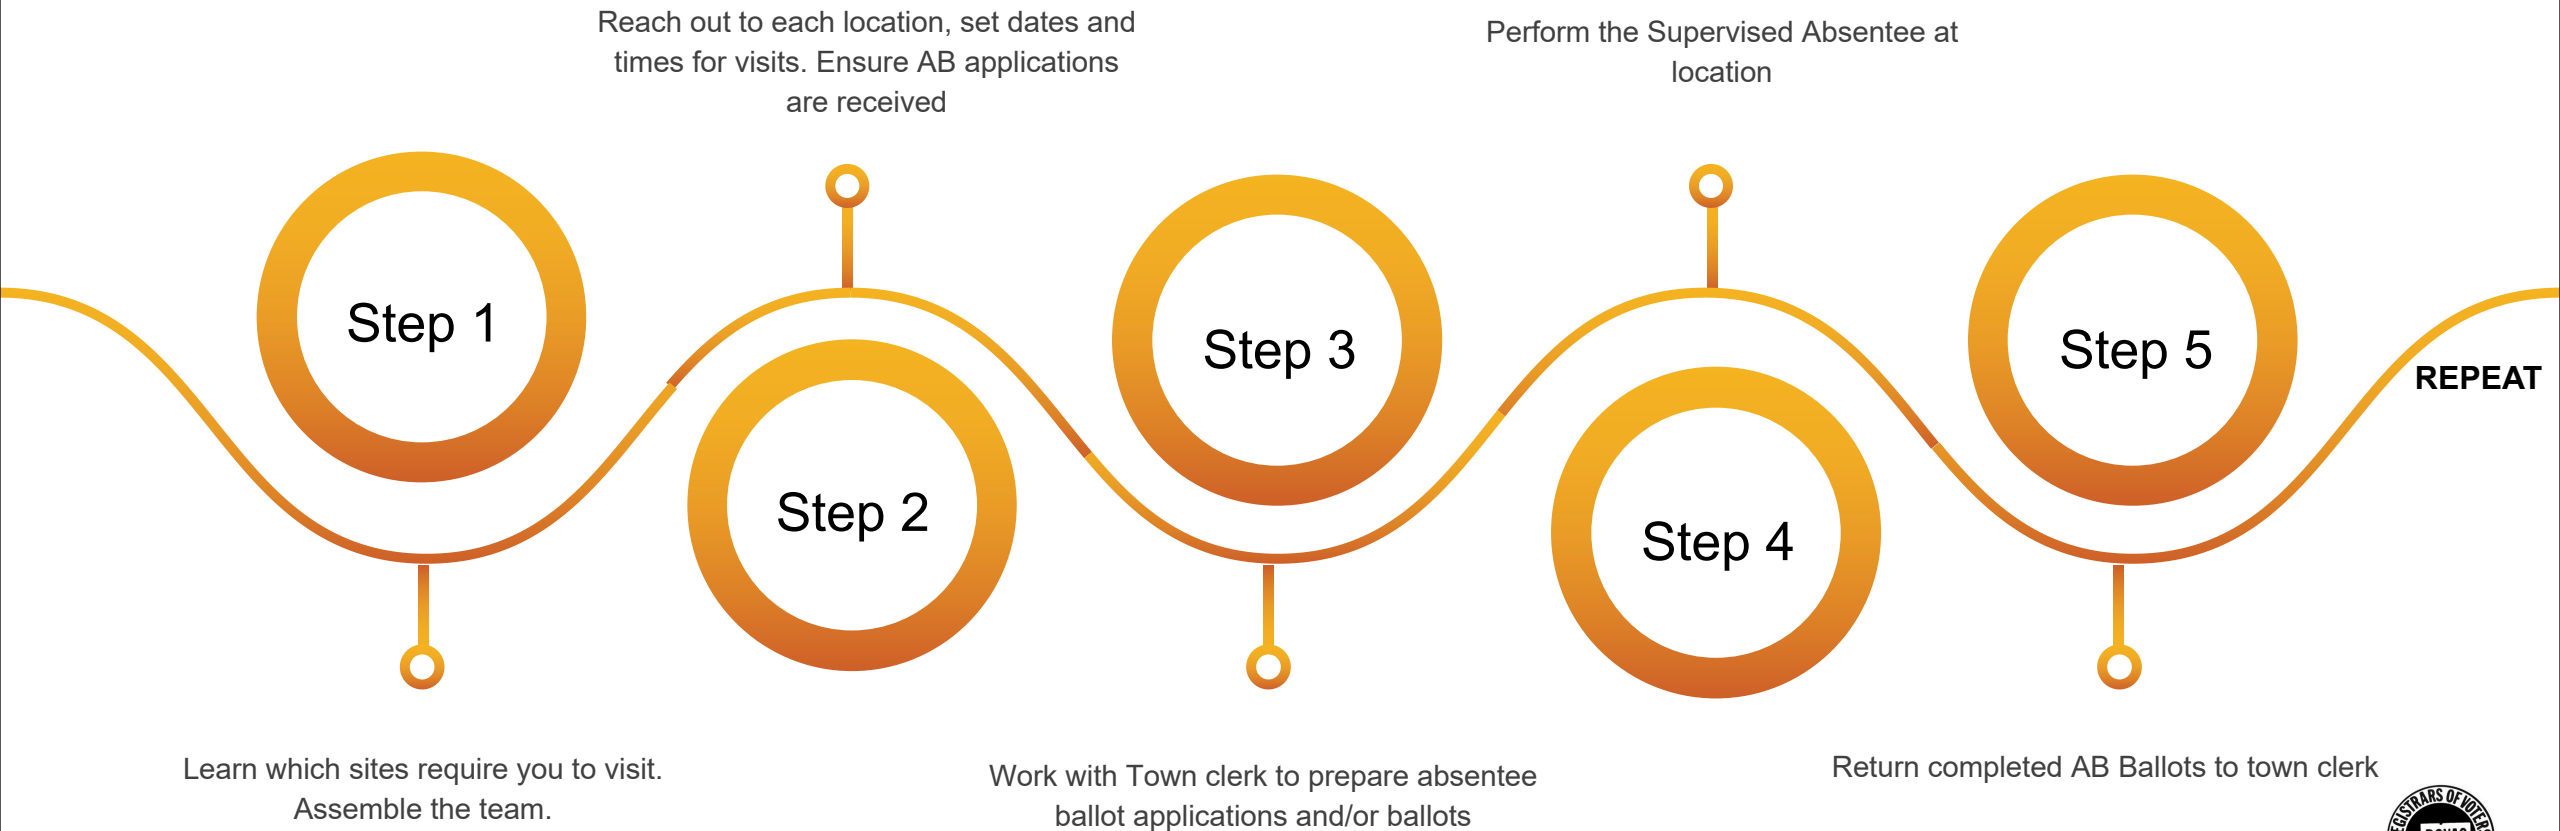 Reach out to each location, set dates and
times for visits. Ensure AB applications
are received
Perform the Supervised Absentee at
location
Step 1
Step 2
Step 3
Step 4
Step 5
REPEAT
Learn which sites require you to visit.
Assemble the team.
Work with Town clerk to prepare absentee
ballot applications and/or ballots
Return completed AB Ballots to town clerk